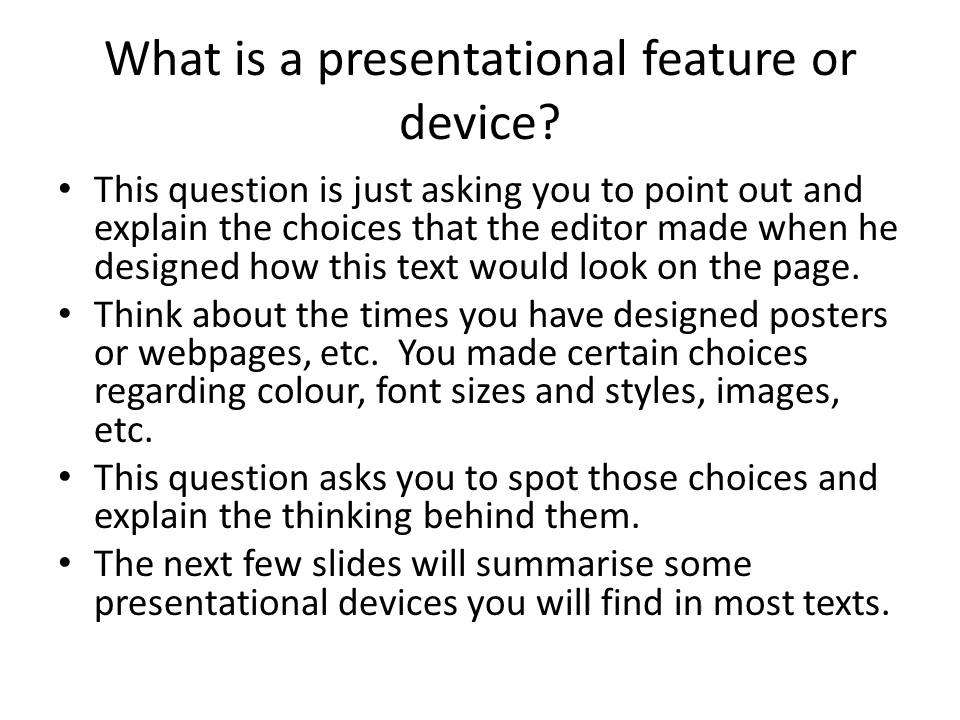 What is a presentational feature or
device?
• This question is just asking you to point out and
explain the choices that the editor made when he
designed how this text would look on the page.
• Think about the times you have designed posters
or webpages, etc.  You made certain choices
regarding colour, font sizes and styles, images,
etc.
• This question asks you to spot those choices and
explain the thinking behind them.
• The next few slides will summarise some
presentational devices you will find in most texts.